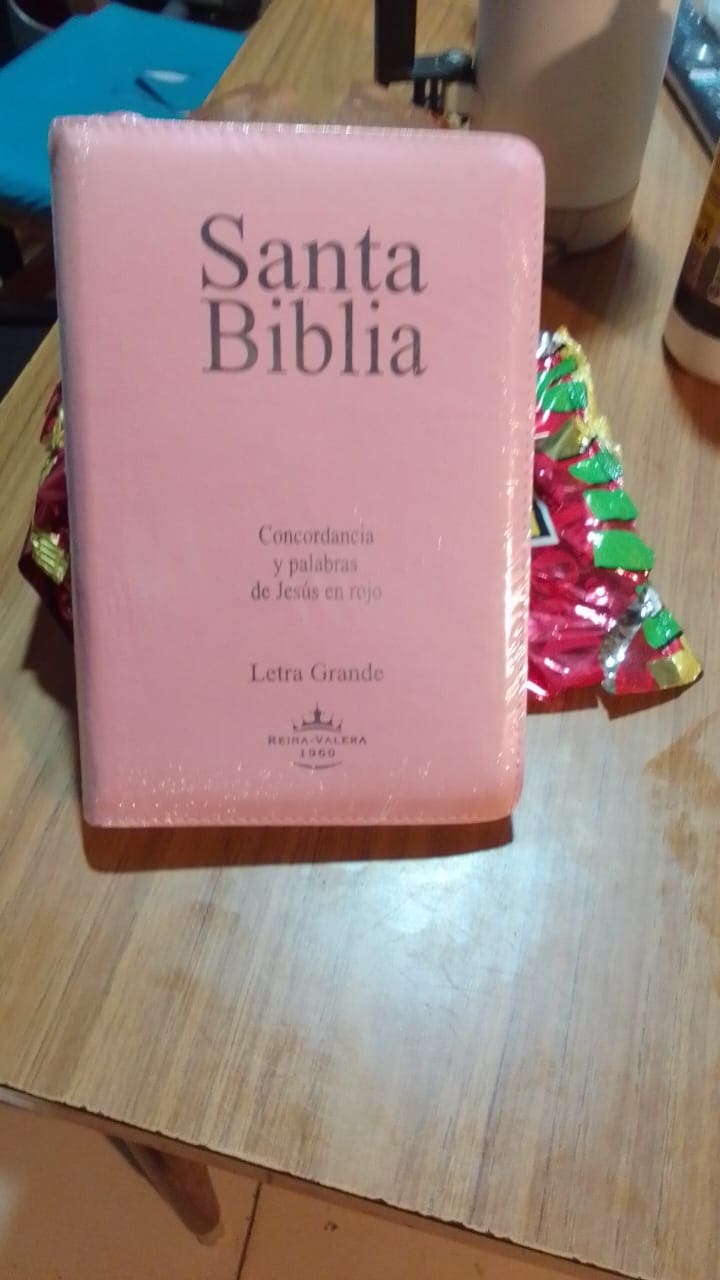 Santa
Biblia
Concordancia
y palabras
de Jesús en rojo
Letra Grande
REINA-VALERA
1960